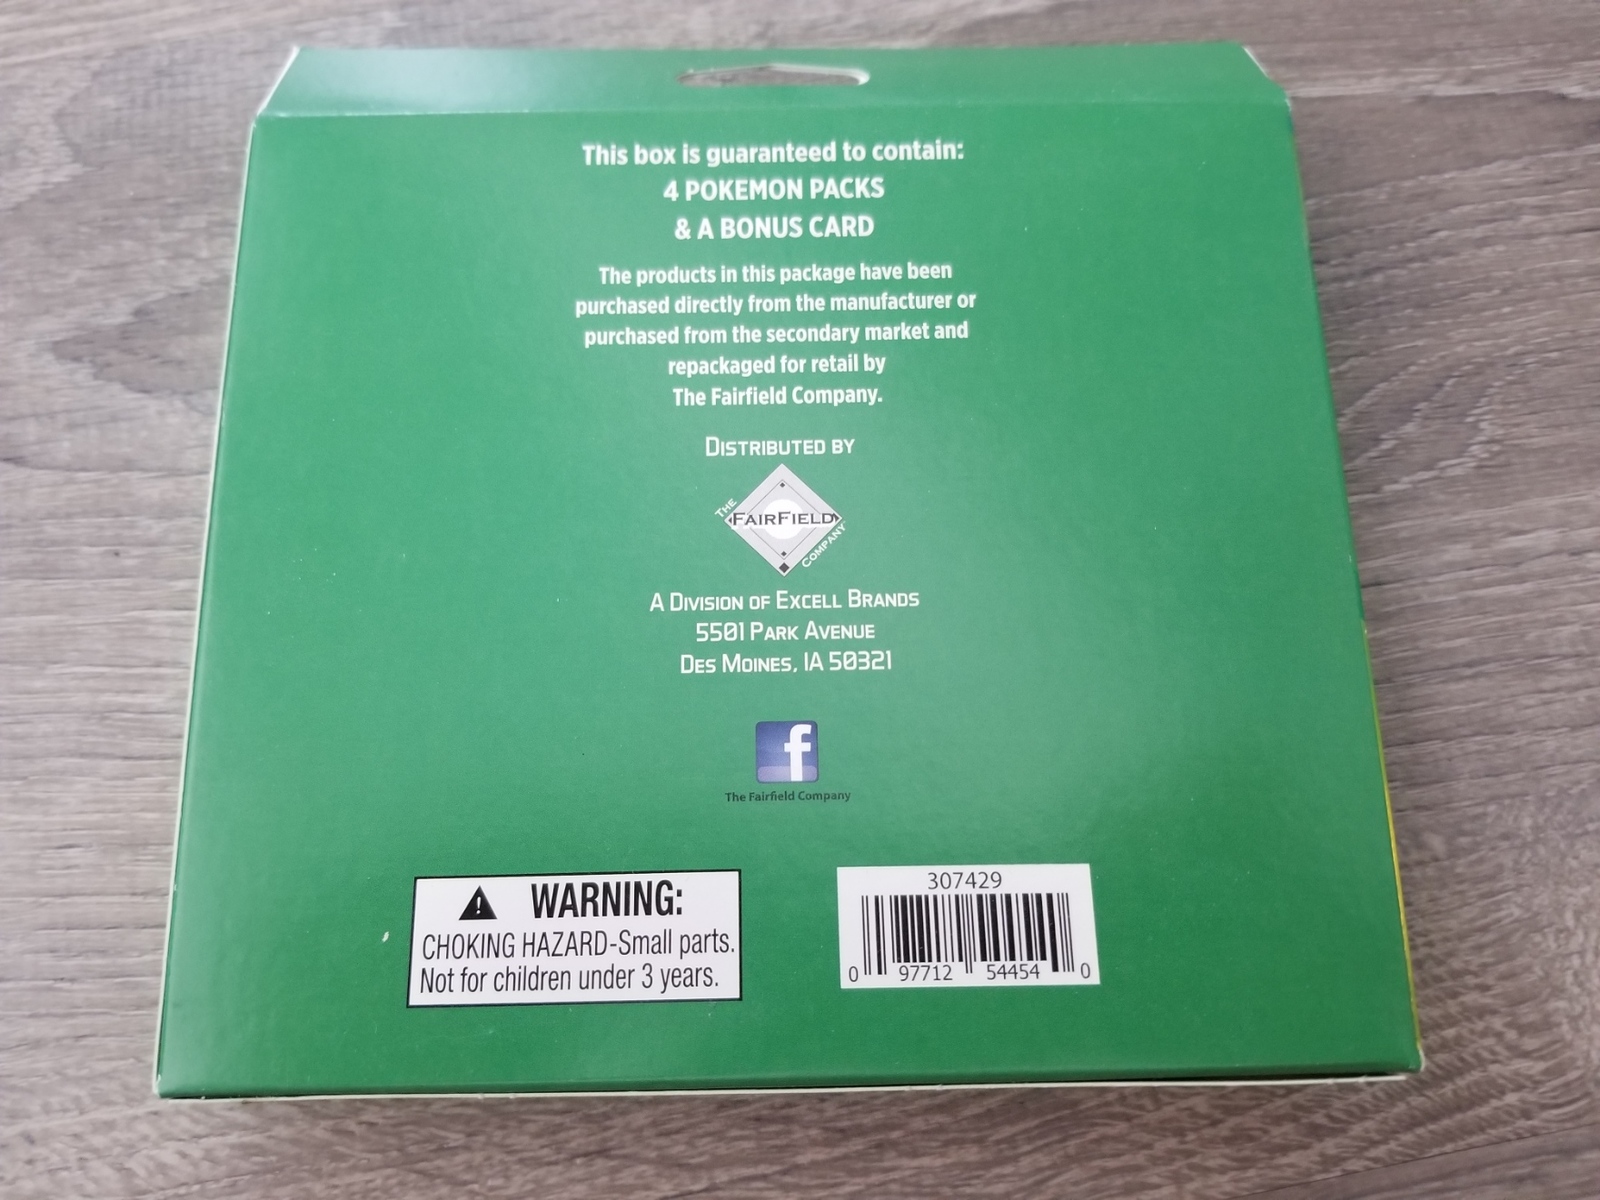 This box is guaranteed to contain:
4 POKEMON PACKS
& A BONUS CARD
The products in this package have been
purchased directly from the manufacturer or
purchased from the secondary market and
repackaged for retail by
The Fairfield Company.
DISTRIBUTED BY
THE
FAIRFIELD
COMPANY
A DIVISION OF EXCELL BRANDS
5501 PARK AVENUE
DES MOINES, IA 50321
f
The Fairfield Company
WARNING:
CHOKING HAZARD-Small parts.
Not for children under 3 years.
307429
0 97712 54454 0